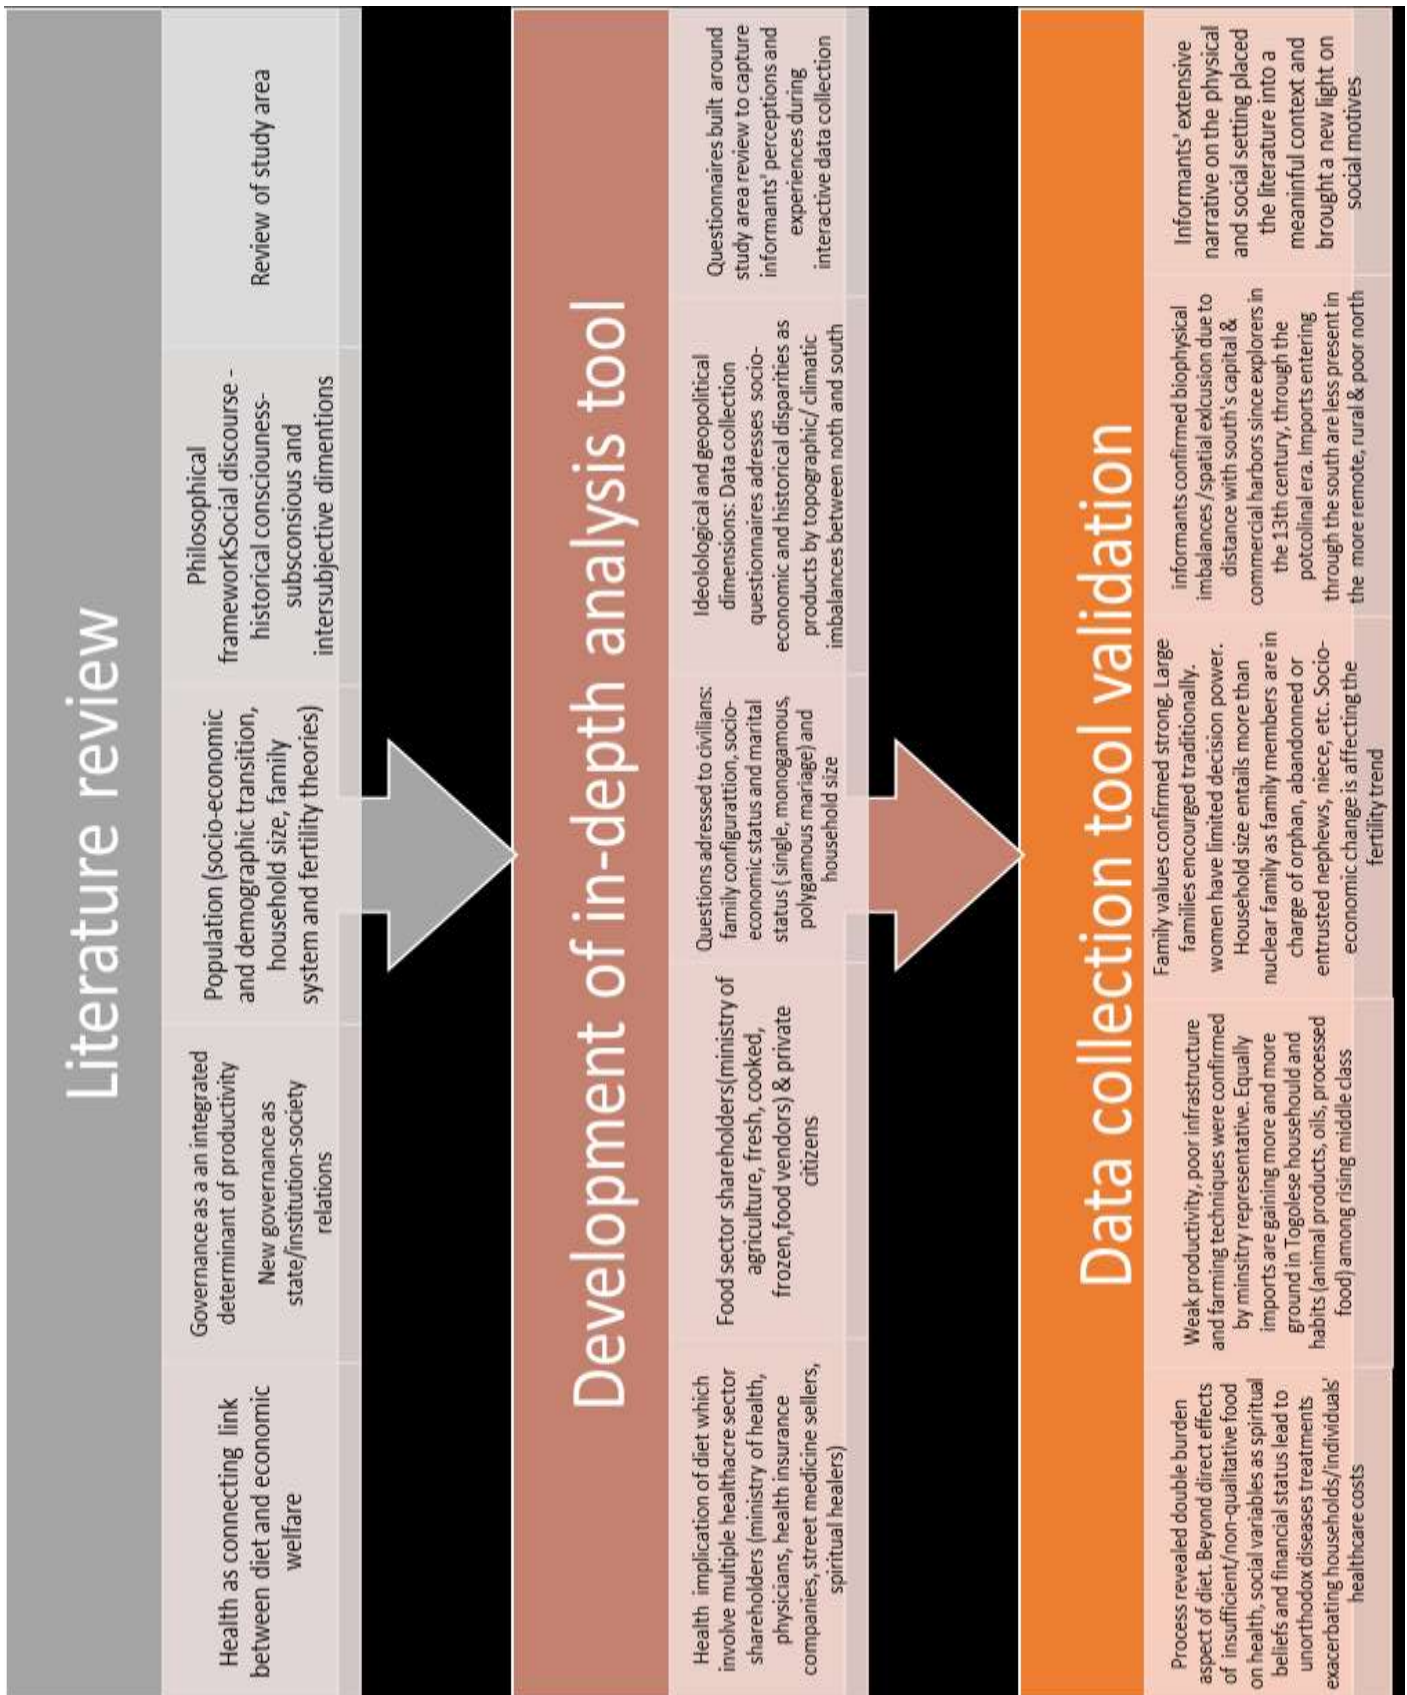 Literature review
Health as connecting link
between diet and economic
welfare
Governance as a an integrated
determinant of productivity
New governance as
state/institution-society
relations
Population (socio-economic
and demographic transition,
household size, family
system and fertility theories)
Philosophical
frameworkSocial discourse -
historical consciouness-
subsconsious and
intersubjective dimentions
Review of study area
Development of in-depth analysis tool
Health implication of diet which
involve multiple healthacre sector
shareholders (ministry of health,
physicians, health insurance
companies, street medicine sellers,
spiritual healers)
Food sector shareholders(ministry of
agriculture, fresh, cooked,
frozen,food vendors) & private
citizens
Questions adressed to civilians:
family configurattion, socio-
economic status and marital
status ( single, monogamous,
polygamous mariage) and
household size
Ideolological and geopolitical
dimensions: Data collection
questionnaires adresses socio-
economic and historical disparities as
products by topographic/ climatic
imbalances between noth and south
Questionnaires built around
study area review to capture
informants' perceptions and
experiences during
interactive data collection
Data collection tool validation
Process revealed double burden
aspect of diet. Beyond direct effects
of insufficient/non-qualitative food
on health, social variables as spiritual
beliefs and financial status lead to
unorthodox diseases treatments
exacerbating households/individuals'
healthcare costs
Weak productivity, poor infrastructure
and farming techniques were confirmed
by minsitry representative. Equally
imports are gaining more and more
ground in Togolese household and
habits (animal products, oils, processed
food) among rising middle class
Family values confirmed strong. Large
families encourged traditionally.
women have limited decision power.
Household size entails more than
nuclear family as family members are in
charge of orphan, abandonned or
entrusted nephews, niece, etc. Socio-
economic change is affecting the
fertility trend
informants confirmed biophysical
imbalances /spatial exlcusion due to
distance with south's capital &
commercial harbors since explorers in
the 13th century, through the
potcolinal era. Imports entering
through the south are less present in
the more remote, rural & poor north
Informants' extensive
narrative on the physical
and social setting placed
the literature into a
meaninful context and
brought a new light on
social motives